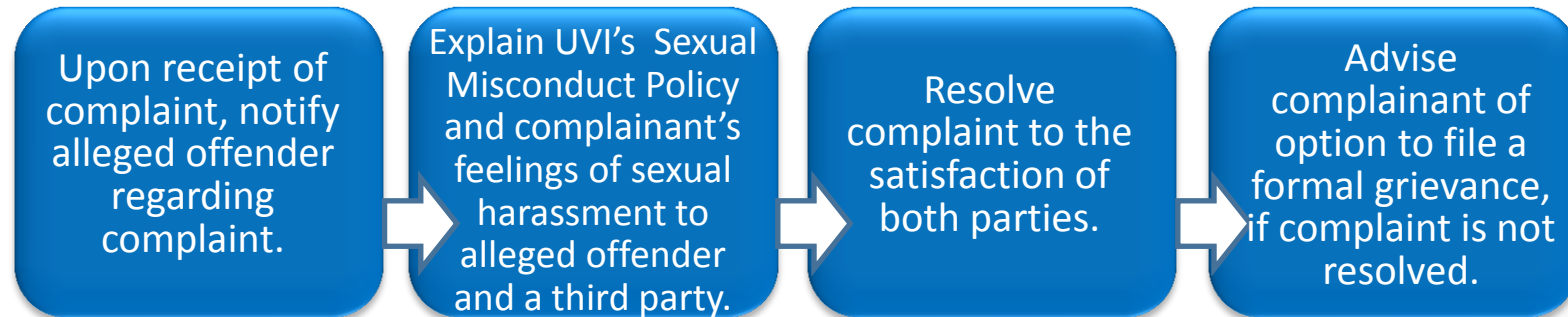 Upon receipt of
complaint, notify
alleged offender
regarding
complaint.
Explain UVI’s  Sexual
Misconduct Policy
and complainant’s
feelings of sexual
harassment to
alleged offender
and a third party.
Resolve
complaint to the
satisfaction of
both parties.
Advise
complainant of
option to file a
formal grievance,
if complaint is not
resolved.